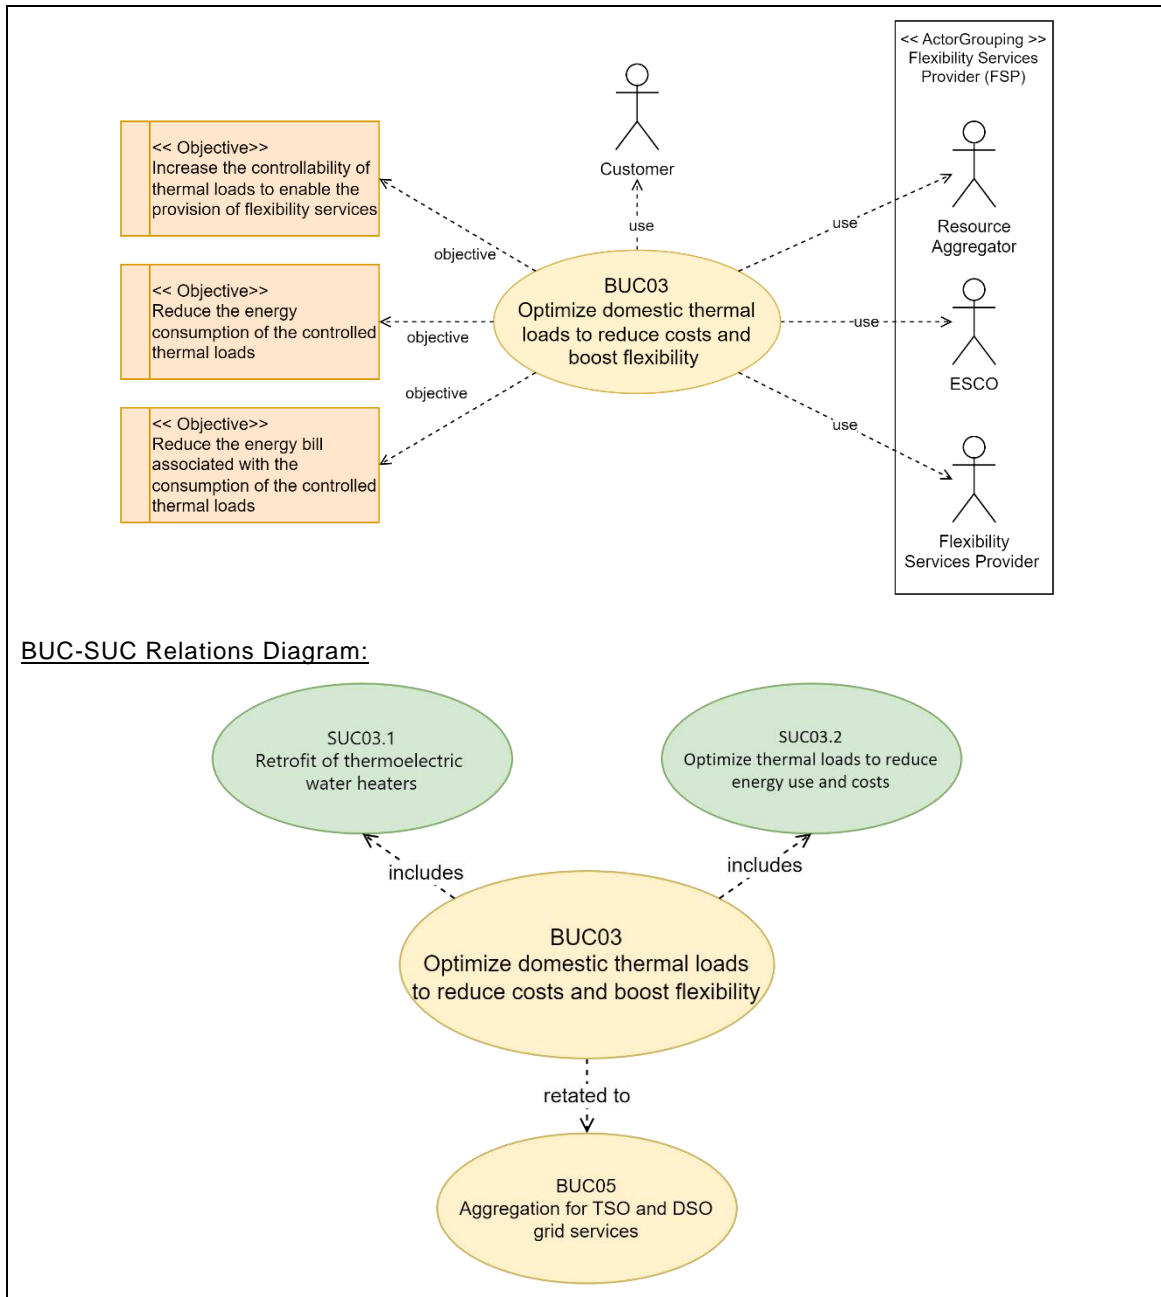 << ActorGrouping >>
Flexibility Services
Provider (FSP)
Customer
<< Objective>>
Increase the controllability of
thermal loads to enable the
provision of flexibility services
use
use
Resource
Aggregator
objective
BUC03
Optimize domestic thermal
loads to reduce costs and
boost flexibility
<< Objective>>
Reduce the energy
consumption of the controlled
thermal loads
objective
use
ESCO
objective
<< Objective>>
Reduce the energy bill
associated with the
consumption of the controlled
thermal loads
use
Flexibility
Services Provider
BUC-SUC Relations Diagram:
SUC03.1
Retrofit of thermoelectric
water heaters
SUC03.2
Optimize thermal loads to reduce
energy use and costs
includes
includes
BUC03
Optimize domestic thermal loads
to reduce costs and boost flexibility
retated to
BUC05
Aggregation for TSO and DSO
grid services